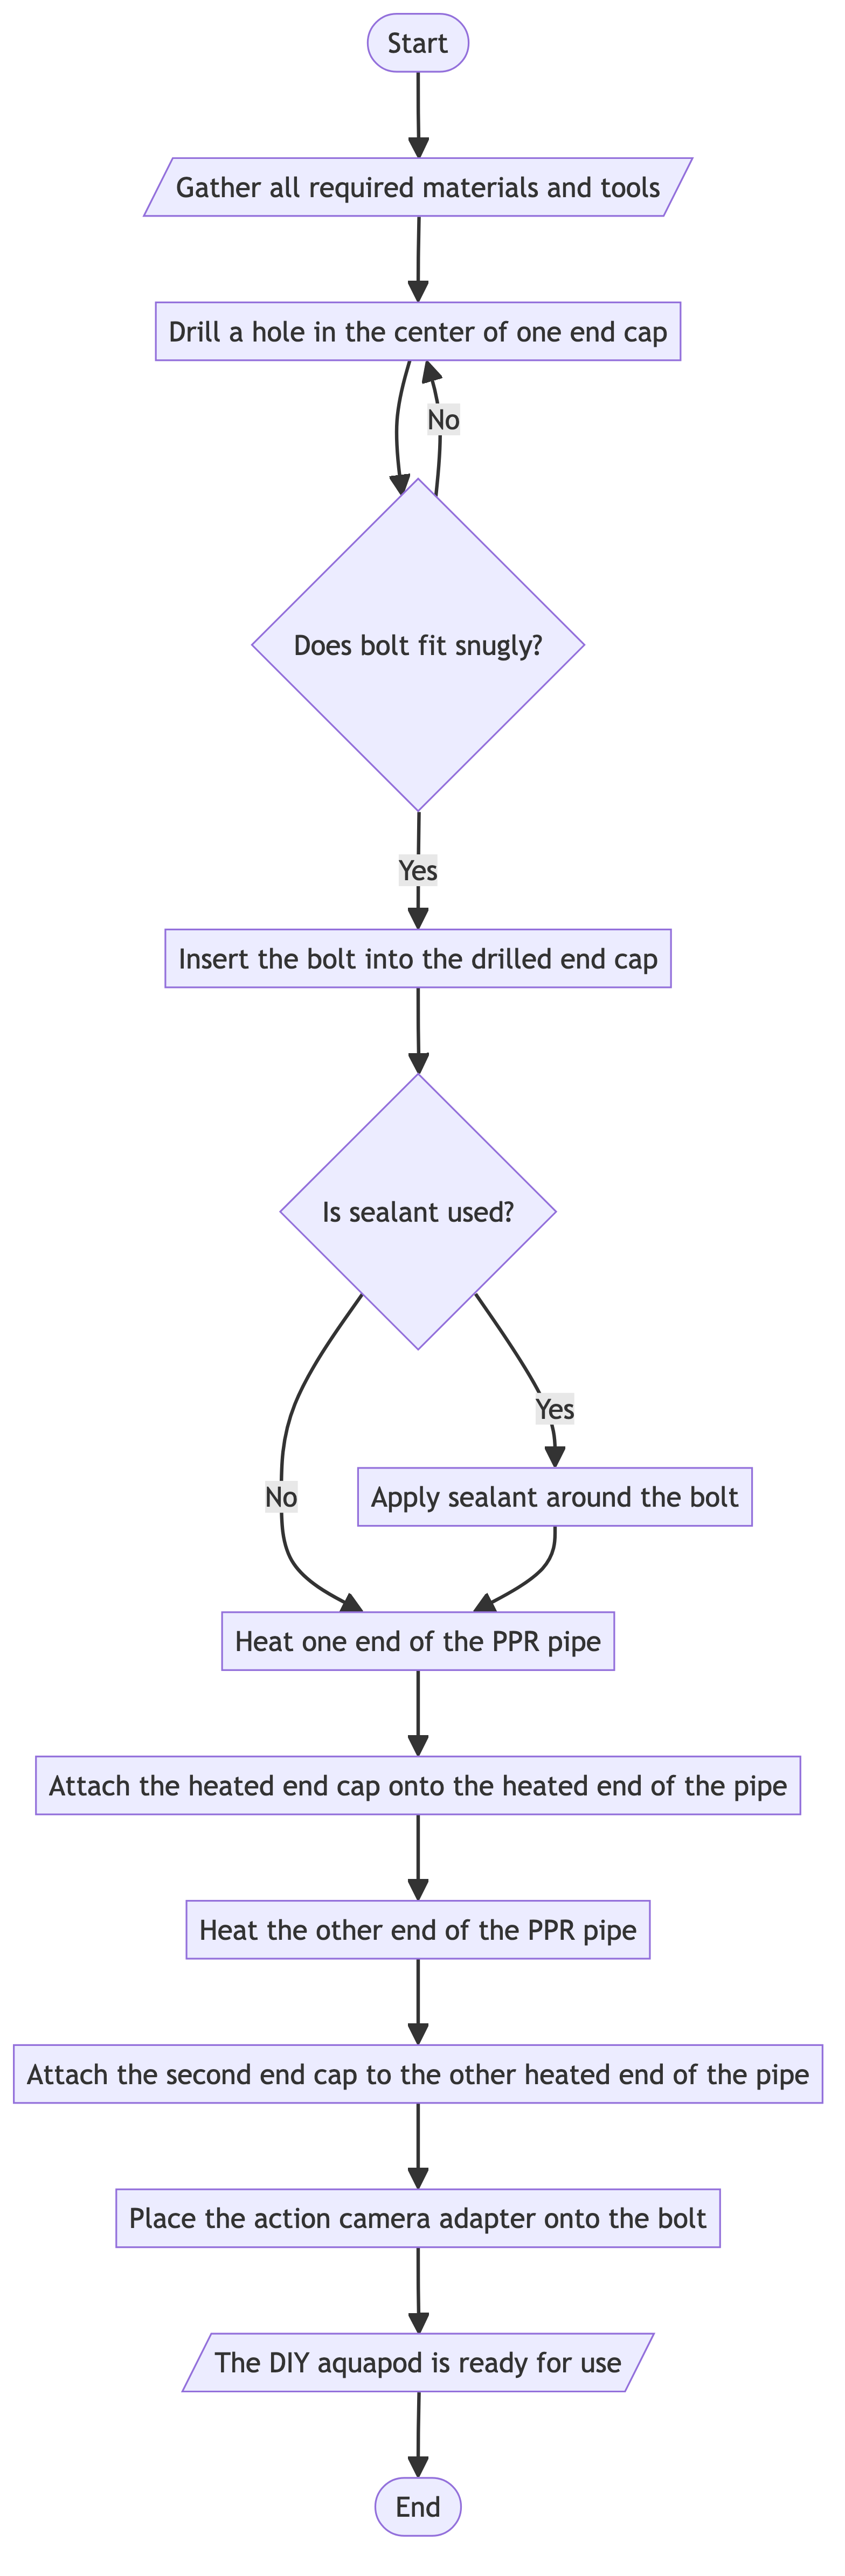 Start
Gather all required materials and tools
Drill a hole in the center of one end cap
No
Does bolt fit snugly?
Yes
Insert the bolt into the drilled end cap
Is sealant used?
Yes
No
Apply sealant around the bolt
Heat one end of the PPR pipe
Attach the heated end cap onto the heated end of the pipe
Heat the other end of the PPR pipe
Attach the second end cap to the other heated end of the pipe
Place the action camera adapter onto the bolt
The DIY aquapod is ready for use
End